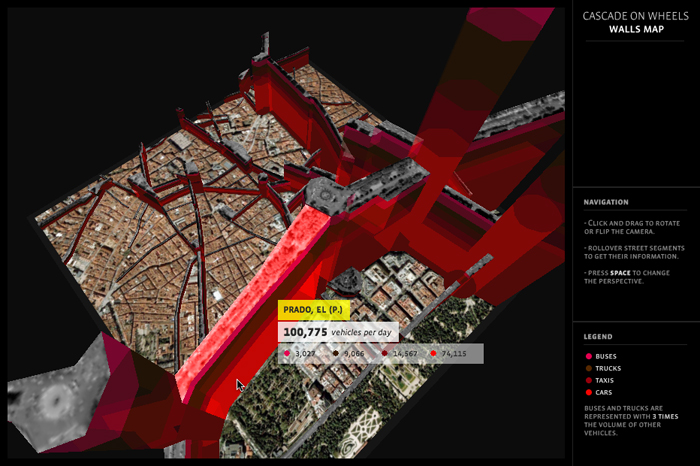 CASCADE ON WHEELS
WALLS MAP
PRADO, EL (P.)
100,775 vehicles per day
3,027 9,066 14,567 74,115
NAVIGATION
- CLICK AND DRAG TO ROTATE
OR FLIP THE CAMERA.
- ROLLOVER STREET SEGMENTS
TO GET THEIR INFORMATION.
- PRESS SPACE TO CHANGE
THE PERSPECTIVE.
LEGEND
BUSES
TRUCKS
TAXIS
CARS
BUSES AND TRUCKS ARE
REPRESENTED WITH 3 TIMES
THE VOLUME OF OTHER
VEHICLES.